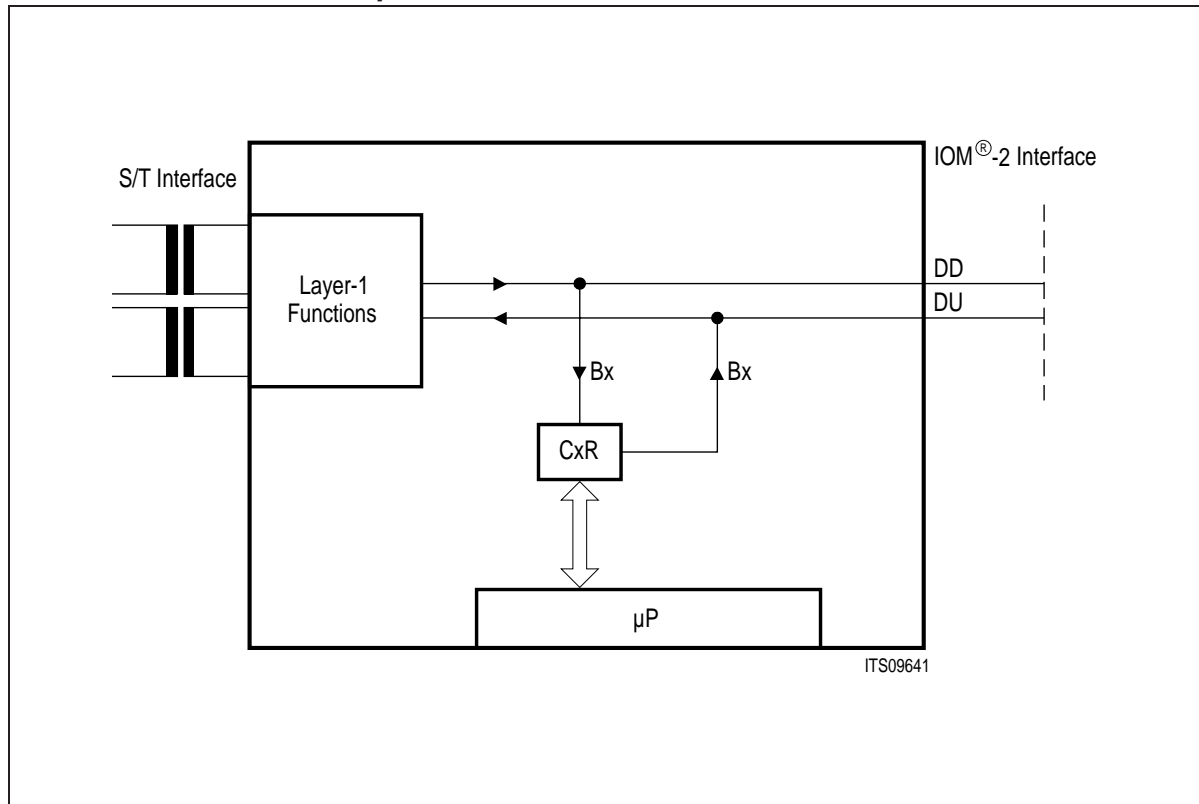 IOM®-2 Interface
S/T Interface
DD
Layer-1
Functions
DU
Bx
Bx
CxR
µP
ITS09641